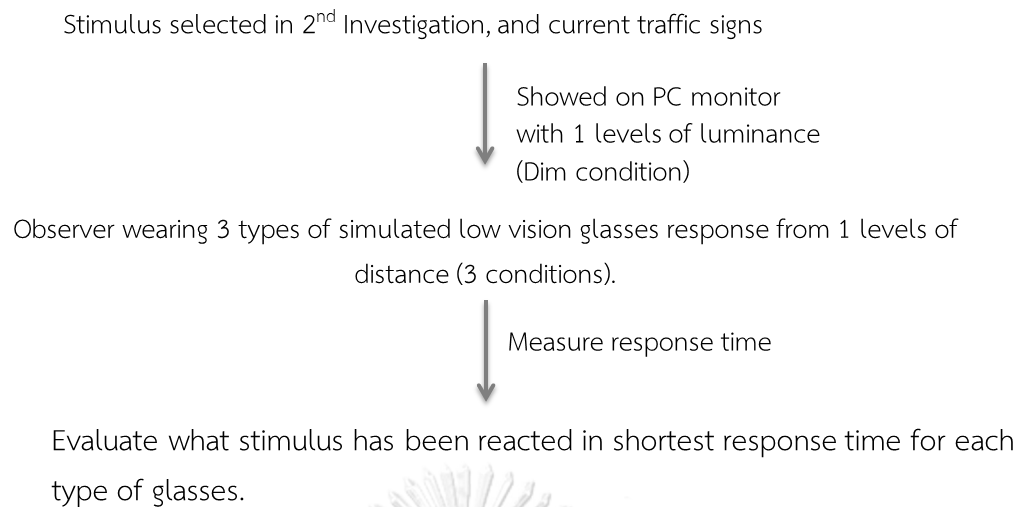 Stimulus selected in 2nd Investigation, and current traffic signs
Showed on PC monitor
with 1 levels of luminance
(Dim condition)
Observer wearing 3 types of simulated low vision glasses response from 1 levels of
distance (3 conditions).
Measure response time
Evaluate what stimulus has been reacted in shortest response time for each
type of glasses.